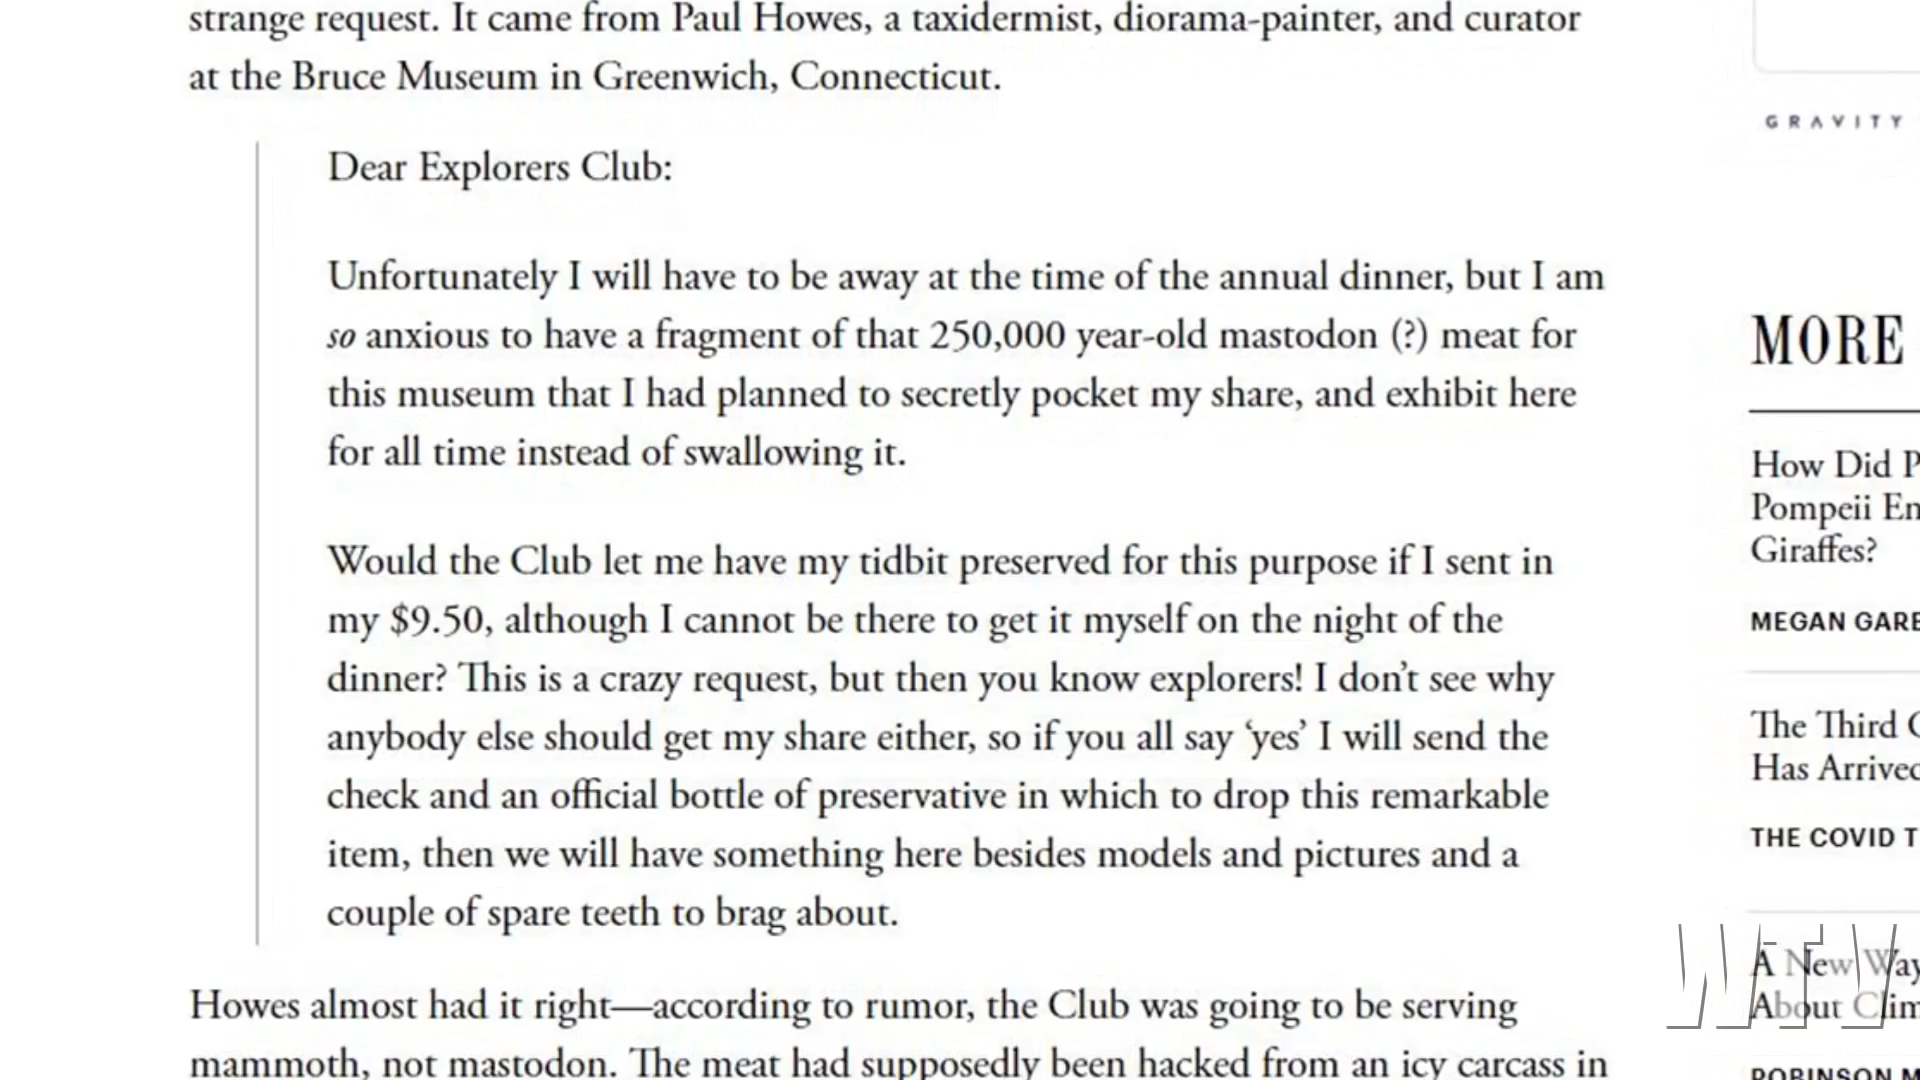 strange request. It came from Paul Howes, a taxidermist, diorama-painter, and curator
at the Bruce Museum in Greenwich, Connecticut.
Dear Explorers Club:
Unfortunately I will have to be away at the time of the annual dinner, but I am
so anxious to have a fragment of that 250,000 year-old mastodon (?) meat for
this museum that I had planned to secretly pocket my share, and exhibit here
for all time instead of swallowing it.
Would the Club let me have my tidbit preserved for this purpose if I sent in
my $9.50, although I cannot be there to get it myself on the night of the
dinner? This is a crazy request, but then you know explorers! I don’t see why
anybody else should get my share either, so if you all say ‘yes’ I will send the
check and an official bottle of preservative in which to drop this remarkable
item, then we will have something here besides models and pictures and a
couple of spare teeth to brag about.
Howes almost had it right—according to rumor, the Club was going to be serving
mammoth, not mastodon. The meat had supposedly been hacked from an icy carcass in
GRAVITY
MORE
How Did
Pompeii
Giraffes?
MEGAN
The Third
Has
THE COVID
A New
About
ROBINSON
WTV